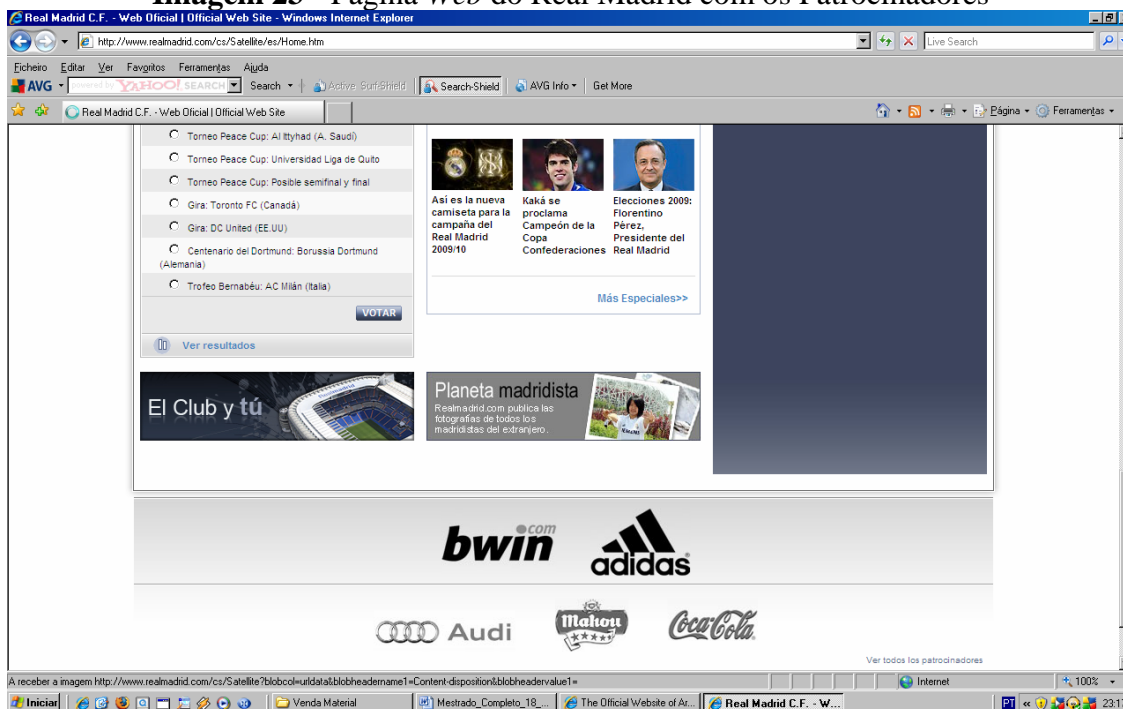 Imagem 25 - Página Web do Real Madrid com os Patrocinadores
Real Madrid C.F. - Web Oficial | Official Web Site - Windows Internet Explorer
http://www.realmadrid.com/cs/Satellite/es/Home.htm
Live Search
Ficheiro Editar Ver Favoritos Ferramentas Ajuda
AVG powered by YAHOO! SEARCH Search Active Surf-Shield Search-Shield AVG Info Get More
Real Madrid C.F. - Web Oficial | Official Web Site
Página Ferramentas
Torneo Peace Cup: Al Ittyhad (A. Saudí)
Torneo Peace Cup: Universidad Liga de Quito
Torneo Peace Cup: Posible semifinal y final
Gira: Toronto FC (Canadá)
Gira: DC United (EE.UU)
Centenario del Dortmund: Borussia Dortmund
(Alemania)
Trofeo Bernabéu: AC Milán (Italia)
VOTAR
Ver resultados
Así es la nueva
camiseta para la
campaña del
Real Madrid
2009/10
Kaká se
proclama
Campeón de la
Copa
Confederaciones
Elecciones 2009:
Florentino
Pérez,
Presidente del
Real Madrid
Más Especiales>>
El Club y tú
Planeta madridista
Realmadrid.com publica las
fotografías de todos los
madridistas del extranjero.
bwin.com
adidas
Audi
Mahou
Coca-Cola
Ver todos los patrocinadores
A receber a imagem http://www.realmadrid.com/cs/Satellite?blobcol=urldata&blobheadername1=Content-disposition&blobheadervalue1=
Internet
100%
Iniciar
Venda Material
Mestrado_Completo_18_...
The Official Website of Ar...
Real Madrid C.F. - W...
PT
23:17